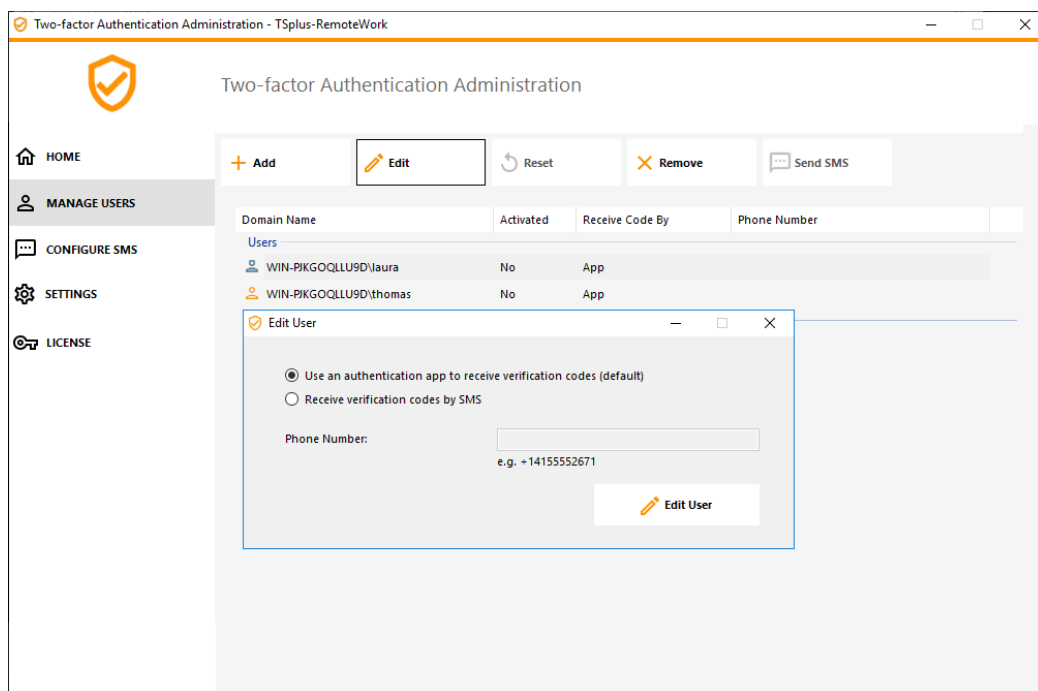 Two-factor Authentication Administration - TSplus-RemoteWork
Two-factor Authentication Administration
HOME
MANAGE USERS
CONFIGURE SMS
SETTINGS
LICENSE
Add Edit Reset Remove Send SMS
Domain Name Activated Receive Code By Phone Number
Users
WIN-PJKGOQLLU9D\laura No App
WIN-PJKGOQLLU9D\thomas No App
Edit User
Use an authentication app to receive verification codes (default)
Receive verification codes by SMS
Phone Number:
e.g. +14155552671
Edit User